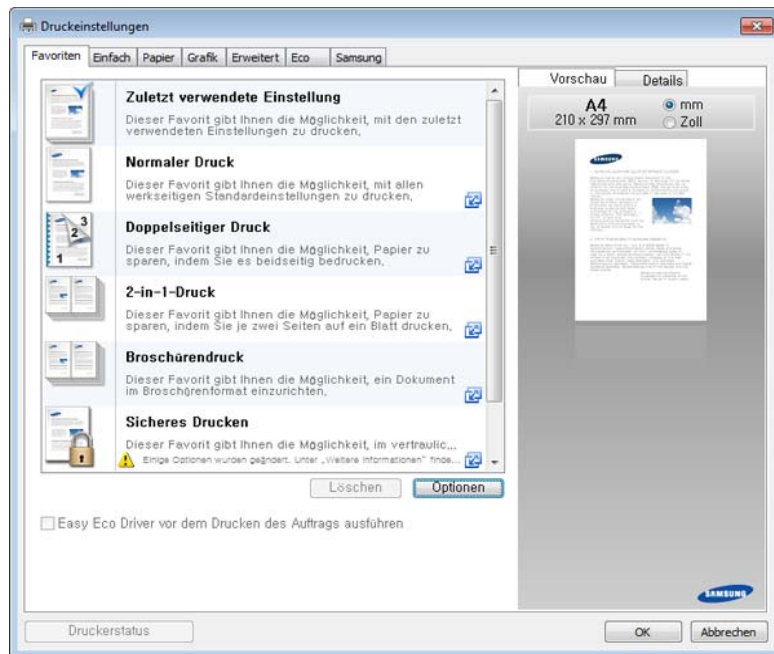 Druckeinstellungen
Favoriten Einfach Papier Grafik Erweitert Eco Samsung
Zuletzt verwendete Einstellung
Dieser Favorit gibt Ihnen die Möglichkeit, mit den zuletzt
verwendeten Einstellungen zu drucken.
Normaler Druck
Dieser Favorit gibt Ihnen die Möglichkeit, mit allen
werkseitigen Standardeinstellungen zu drucken.
Doppelseitiger Druck
Dieser Favorit gibt Ihnen die Möglichkeit, Papier zu
sparen, indem Sie es beidseitig bedrucken.
2-in-1-Druck
Dieser Favorit gibt Ihnen die Möglichkeit, Papier zu
sparen, indem Sie je zwei Seiten auf ein Blatt drucken.
Broschürendruck
Dieser Favorit gibt Ihnen die Möglichkeit, ein Dokument
im Broschürenformat einzurichten.
Sicheres Drucken
Dieser Favorit gibt Ihnen die Möglichkeit, im vertraulic...
Einige Optionen wurden geändert. Unter „Weitere Informationen" finde...
1 2 3
Löschen Optionen
Easy Eco Driver vor dem Drucken des Auftrags ausführen
Vorschau Details
A4
210 x 297 mm
mm
Zoll
SAMSUNG
SAMSUNG
Druckerstatus OK Abbrechen